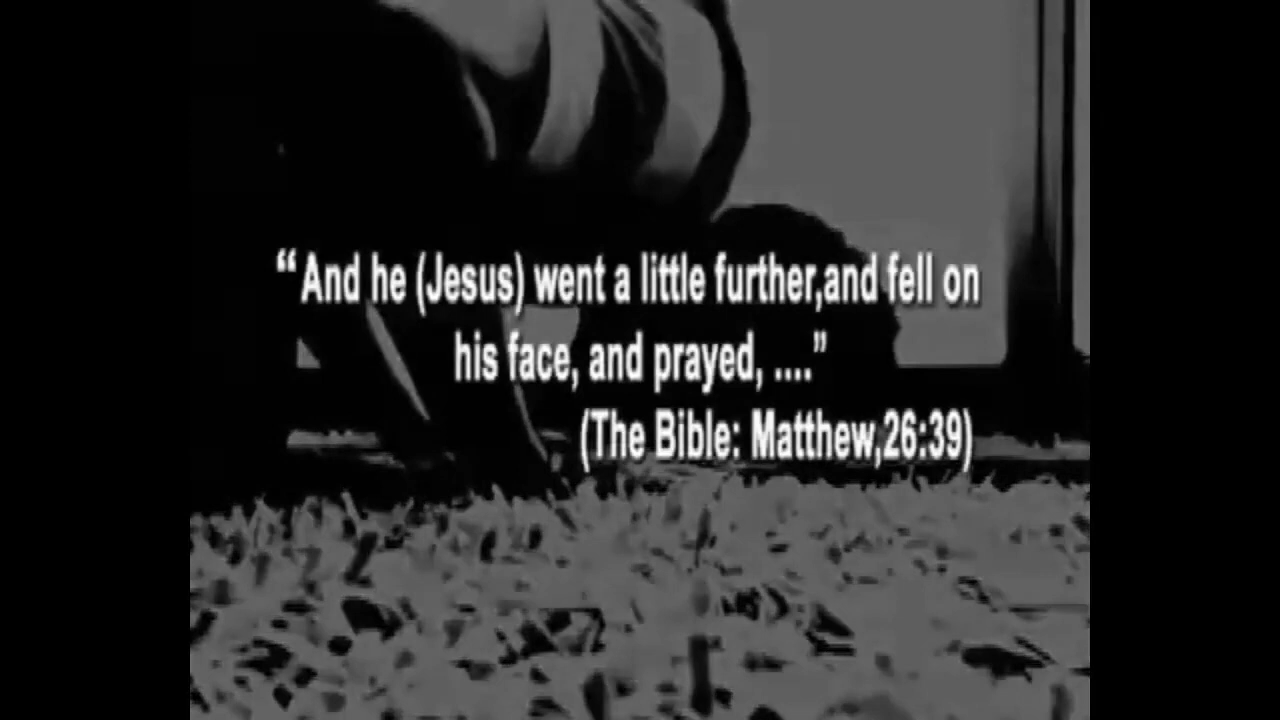 “And he (Jesus) went a little further,and fell on
his face, and prayed, ....”
(The Bible: Matthew,26:39)